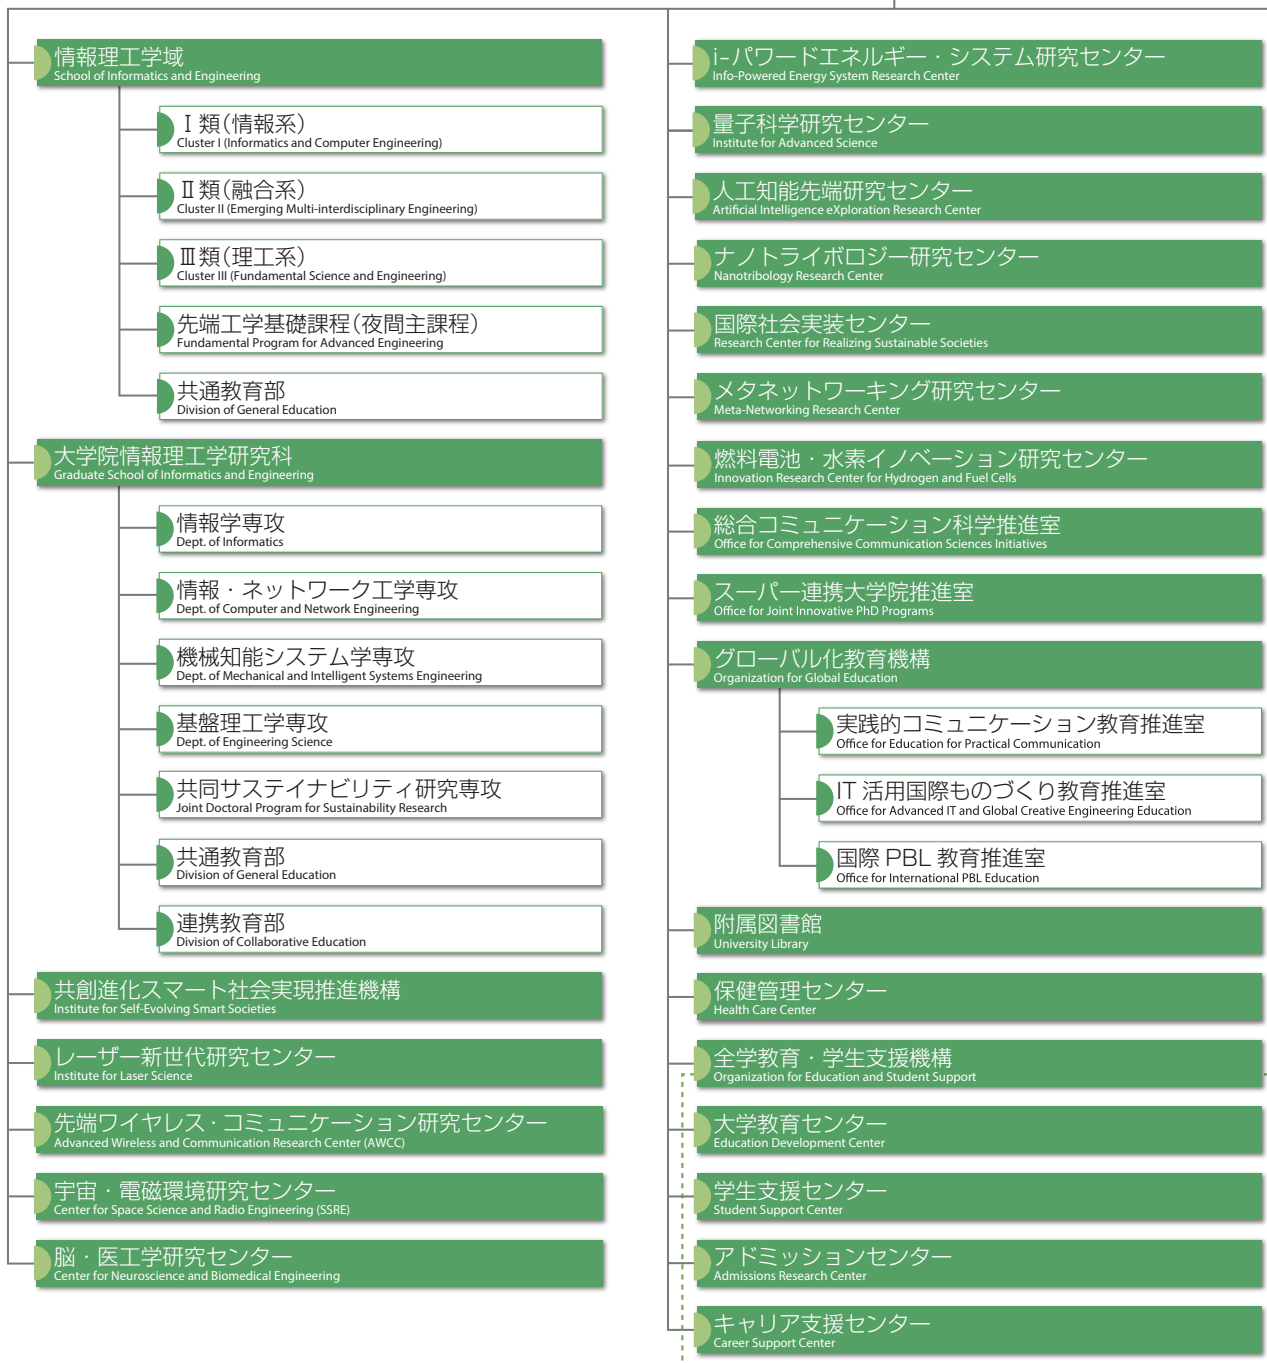 情報理工学域
School of Informatics and Engineering
Ⅰ類(情報系)
Cluster I (Informatics and Computer Engineering)
Ⅱ類(融合系)
Cluster II (Emerging Multi-interdisciplinary Engineering)
Ⅲ類(理工系)
Cluster III (Fundamental Science and Engineering)
先端工学基礎課程(夜間主課程)
Fundamental Program for Advanced Engineering
共通教育部
Division of General Education
大学院情報理工学研究科
Graduate School of Informatics and Engineering
情報学専攻
Dept. of Informatics
情報・ネットワーク工学専攻
Dept. of Computer and Network Engineering
機械知能システム学専攻
Dept. of Mechanical and Intelligent Systems Engineering
基盤理工学専攻
Dept. of Engineering Science
共同サステイナビリティ研究専攻
Joint Doctoral Program for Sustainability Research
共通教育部
Division of General Education
連携教育部
Division of Collaborative Education
共創進化スマート社会実現推進機構
Institute for Self-Evolving Smart Societies
レーザー新世代研究センター
Institute for Laser Science
先端ワイヤレス・コミュニケーション研究センター
Advanced Wireless and Communication Research Center (AWCC)
宇宙・電磁環境研究センター
Center for Space Science and Radio Engineering (SSRE)
脳・医工学研究センター
Center for Neuroscience and Biomedical Engineering
i-パワードエネルギー・システム研究センター
Info-Powered Energy System Research Center
量子科学研究センター
Institute for Advanced Science
人工知能先端研究センター
Artificial Intelligence eXploration Research Center
ナノトライボロジー研究センター
Nanotribology Research Center
国際社会実装センター
Research Center for Realizing Sustainable Societies
メタネットワーキング研究センター
Meta-Networking Research Center
燃料電池・水素イノベーション研究センター
Innovation Research Center for Hydrogen and Fuel Cells
総合コミュニケーション科学推進室
Office for Comprehensive Communication Sciences Initiatives
スーパー連携大学院推進室
Office for Joint Innovative PhD Programs
グローバル化教育機構
Organization for Global Education
実践的コミュニケーション教育推進室
Office for Education for Practical Communication
IT 活用国際ものづくり教育推進室
Office for Advanced IT and Global Creative Engineering Education
国際 PBL 教育推進室
Office for International PBL Education
附属図書館
University Library
保健管理センター
Health Care Center
全学教育・学生支援機構
Organization for Education and Student Support
大学教育センター
Education Development Center
学生支援センター
Student Support Center
アドミッションセンター
Admissions Research Center
キャリア支援センター
Career Support Center